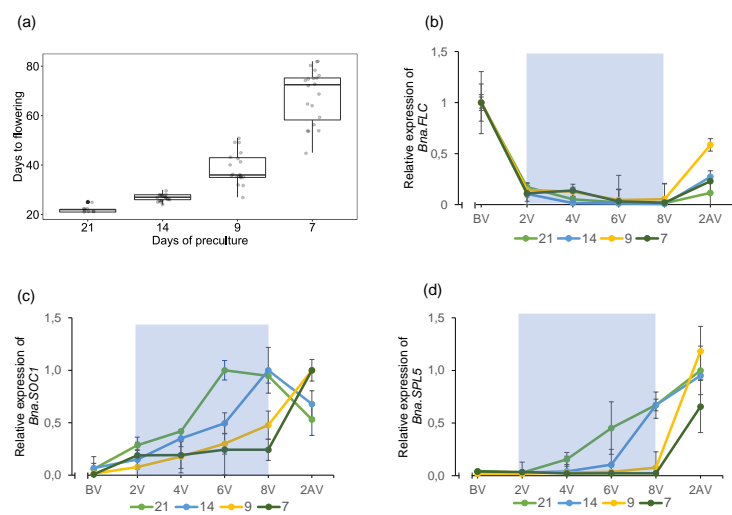 (a)
Days to flowering
80
60
40
20
21
14
9
7
Days of preculture
(b)
Relative expression of
Bna.FLC
1,5
1
0,5
0
BV
2V
4V
6V
8V
2AV
21
14
9
7
(c)
Relative expression of
Bna.SOC1
1,5
1,0
0,5
0,0
BV
2V
4V
6V
8V
2AV
21
14
9
7
(d)
Relative expression of
Bna.SPL5
1,5
1,0
0,5
0,0
BV
2V
4V
6V
8V
2AV
21
14
9
7